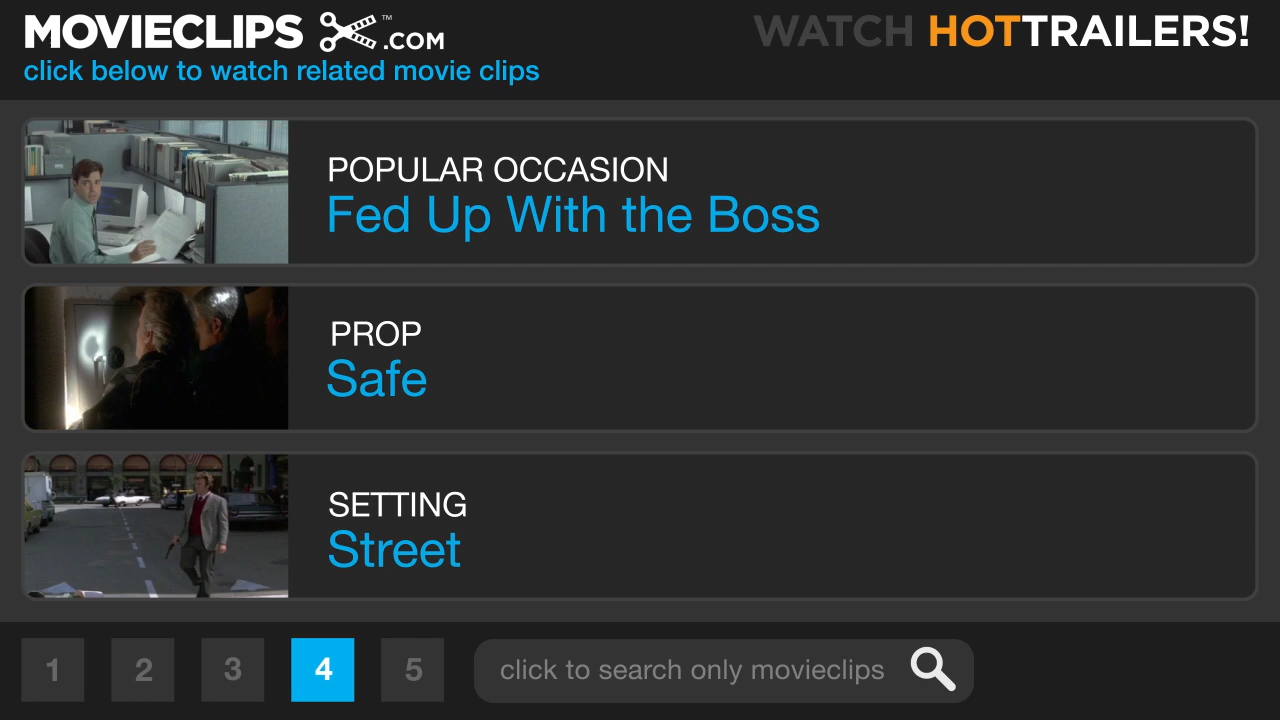 MOVIECLIPS ™ .COM
WATCH HOTTRAILERS!
click below to watch related movie clips
POPULAR OCCASION
Fed Up With the Boss
PROP
Safe
SETTING
Street
1 2 3 4 5 click to search only movieclips